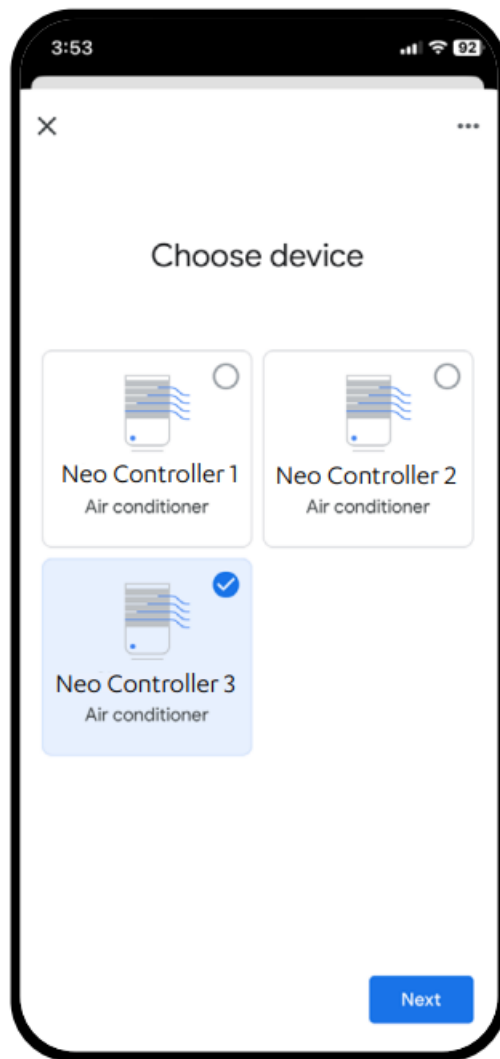 3:53
92
Choose device
Neo Controller 1
Air conditioner
Neo Controller 2
Air conditioner
Neo Controller 3
Air conditioner
Next